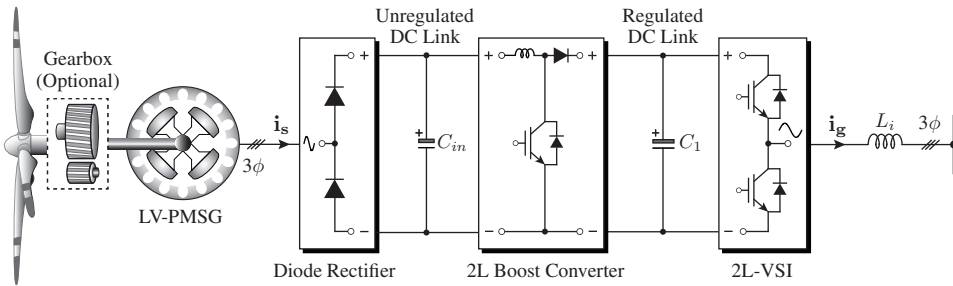 Unregulated
DC Link
Regulated
DC Link
Gearbox
(Optional)
i_s
3ϕ
LV-PMSG
+
−
+
C_in
+
−
+
−
+
C_1
+
−
i_g
L_i
3ϕ
Diode Rectifier
2L Boost Converter
2L-VSI